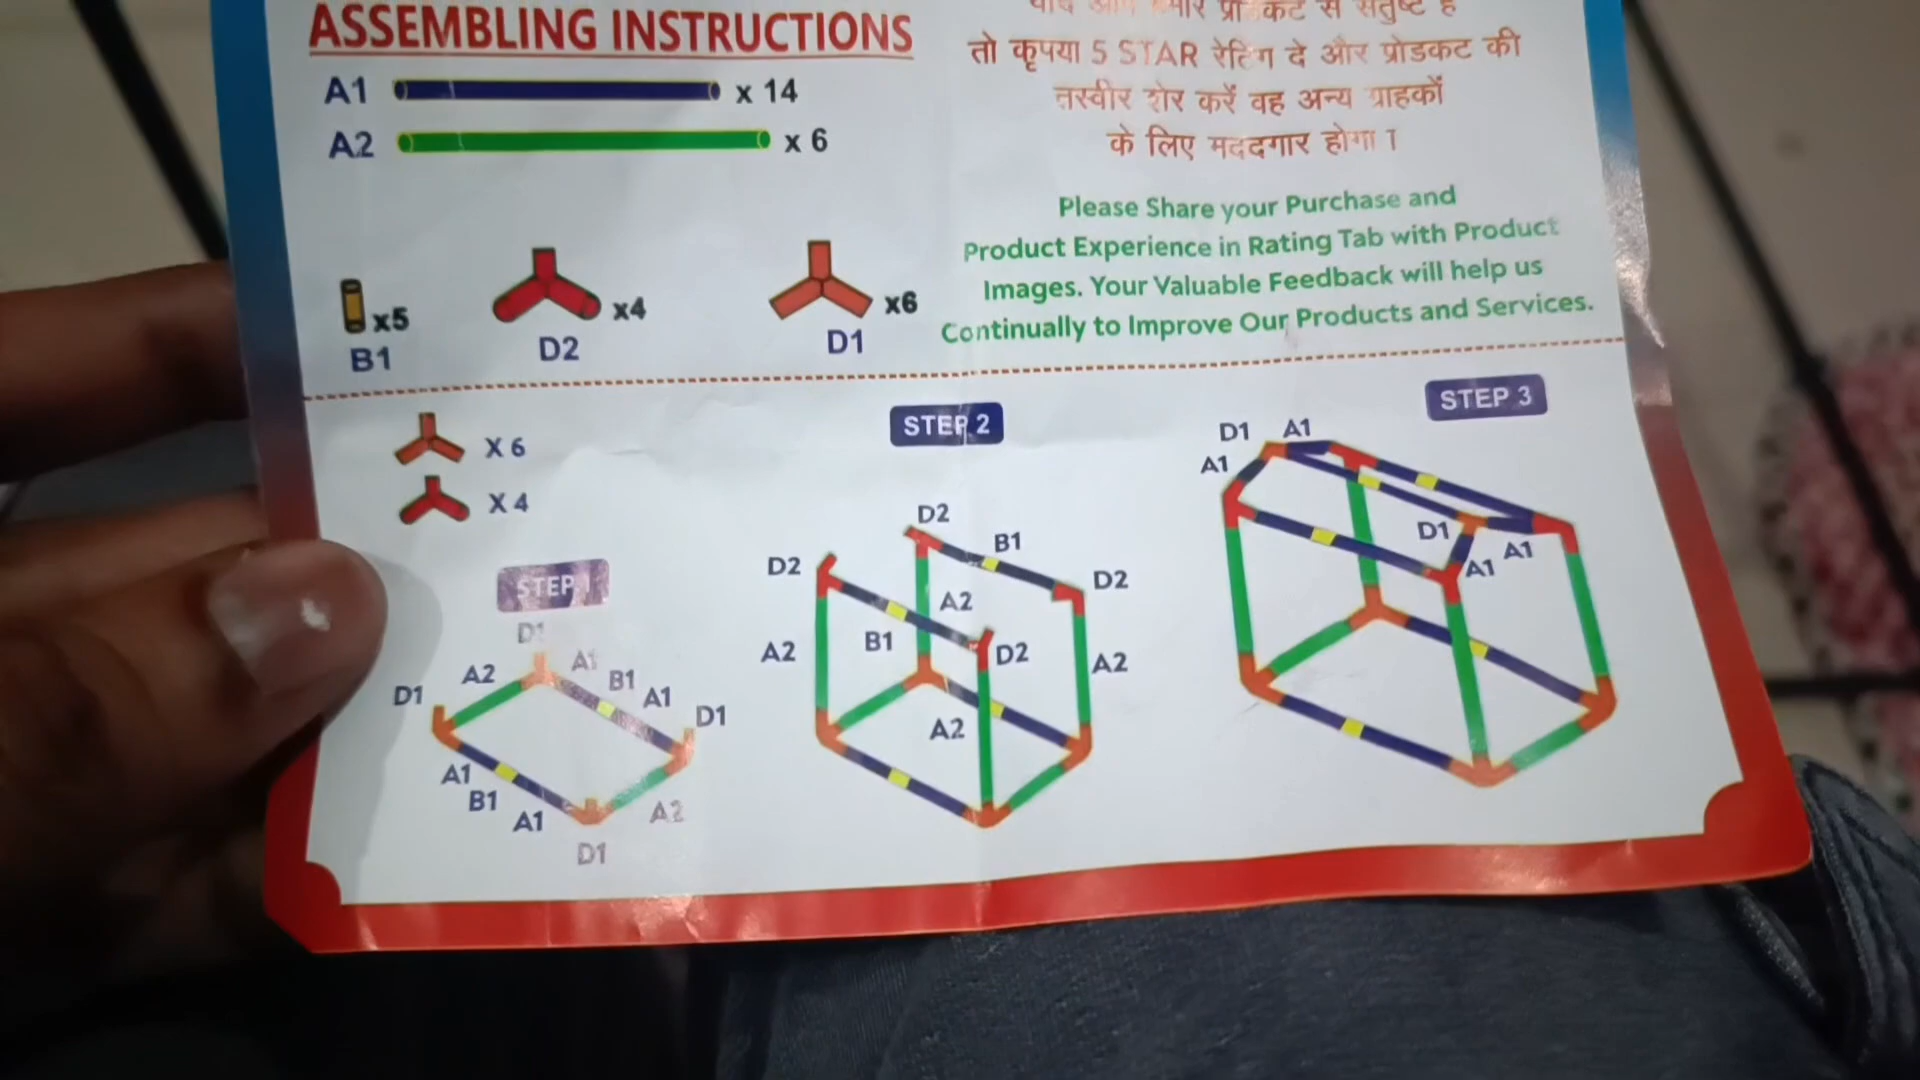 ASSEMBLING INSTRUCTIONS
A1 x 14
A2 x 6
x5
B1
x4
D2
x6
D1
तो कृपया 5 STAR रेटिग दे और प्रोडकट की
तस्वीर शेर करें वह अन्य ग्राहकों
के लिए मददगार होगा ।
Please Share your Purchase and
Product Experience in Rating Tab with Product
Images. Your Valuable Feedback will help us
Continually to Improve Our Products and Services.
X 6
X 4
STEP 1
D1
A2 A1
B1
D1 A1
D1
A1
B1
A1 A2
D1
STEP 2
D2
B1
D2 D2
A2
B1
A2 D2 A2
A2
STEP 3
D1 A1
A1
D1
A1
A1